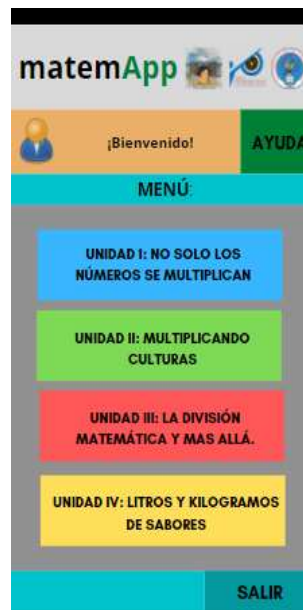 matemApp
¡Bienvenido!
AYUDA
MENÚ:
UNIDAD I: NO SOLO LOS
NÚMEROS SE MULTIPLICAN
UNIDAD II: MULTIPLICANDO
CULTURAS
UNIDAD III: LA DIVISIÓN
MATEMÁTICA Y MAS ALLÁ.
UNIDAD IV: LITROS Y KILOGRAMOS
DE SABORES
SALIR